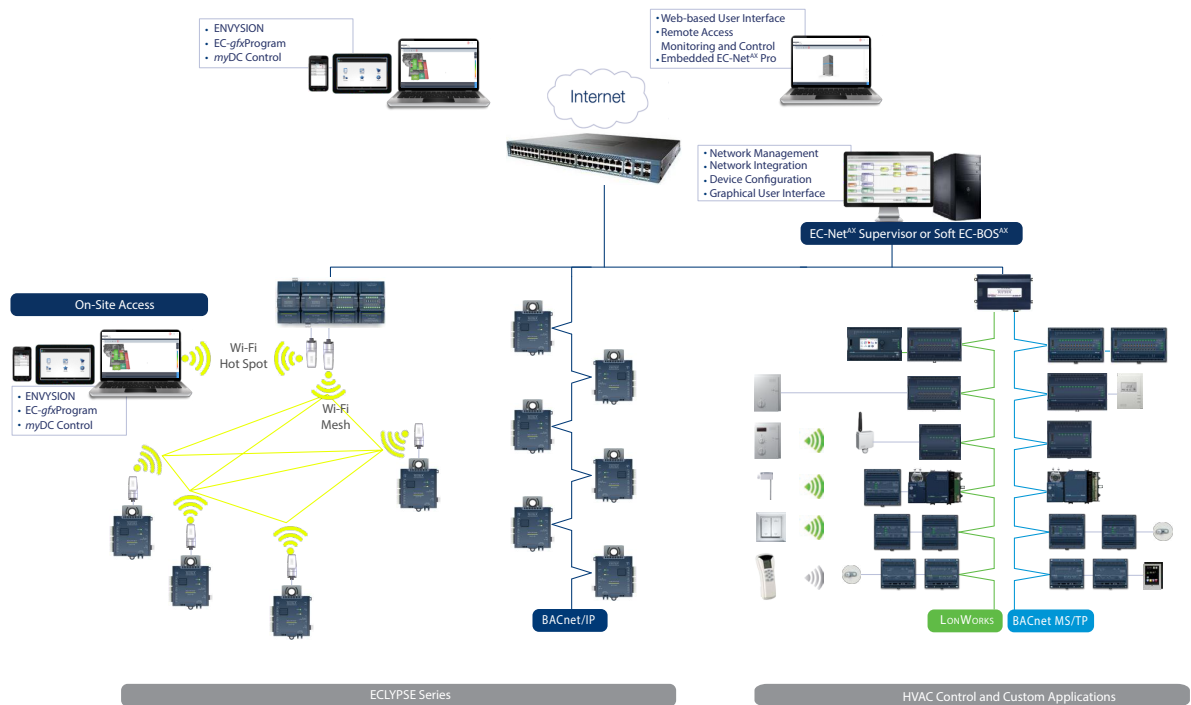 • ENVYSION
• EC-gfxProgram
• myDC Control
• Web-based User Interface
• Remote Access
Monitoring and Control
• Embedded EC-Netᴬˣ Pro
Internet
• Network Management
• Network Integration
• Device Configuration
• Graphical User Interface
EC-Netᴬˣ Supervisor or Soft EC-BOSᴬˣ
On-Site Access
Wi-Fi
Hot Spot
• ENVYSION
• EC-gfxProgram
• myDC Control
Wi-Fi
Mesh
BACnet/IP
LONWORKS
BACnet MS/TP
ECLYPSE Series
HVAC Control and Custom Applications